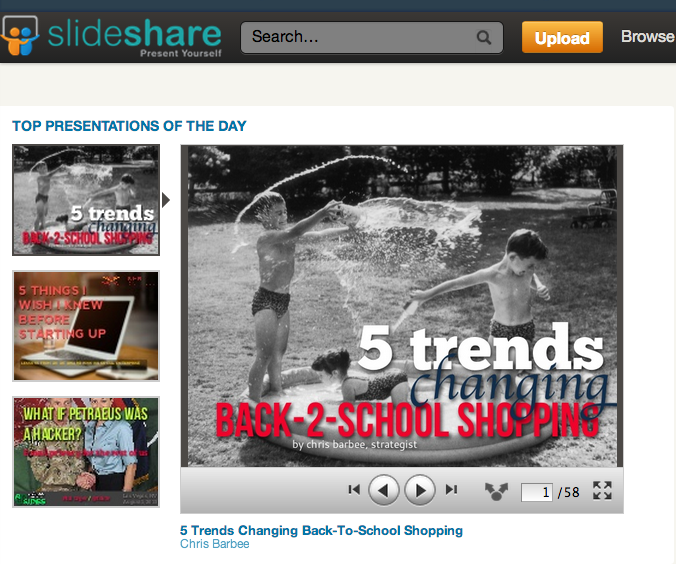 slideshare
Present Yourself
Search...
Upload
Browse
TOP PRESENTATIONS OF THE DAY
5 trends
changing
BACK-2-SCHOOL SHOPPING
5 THINGS I
WISH I KNEW
BEFORE
STARTING UP
WHAT IF PETRAEUS WAS
A HACKER?
5 trends
changing
BACK-2-SCHOOL SHOPPING
by chris barbee, strategist
1 /58
5 Trends Changing Back-To-School Shopping
Chris Barbee